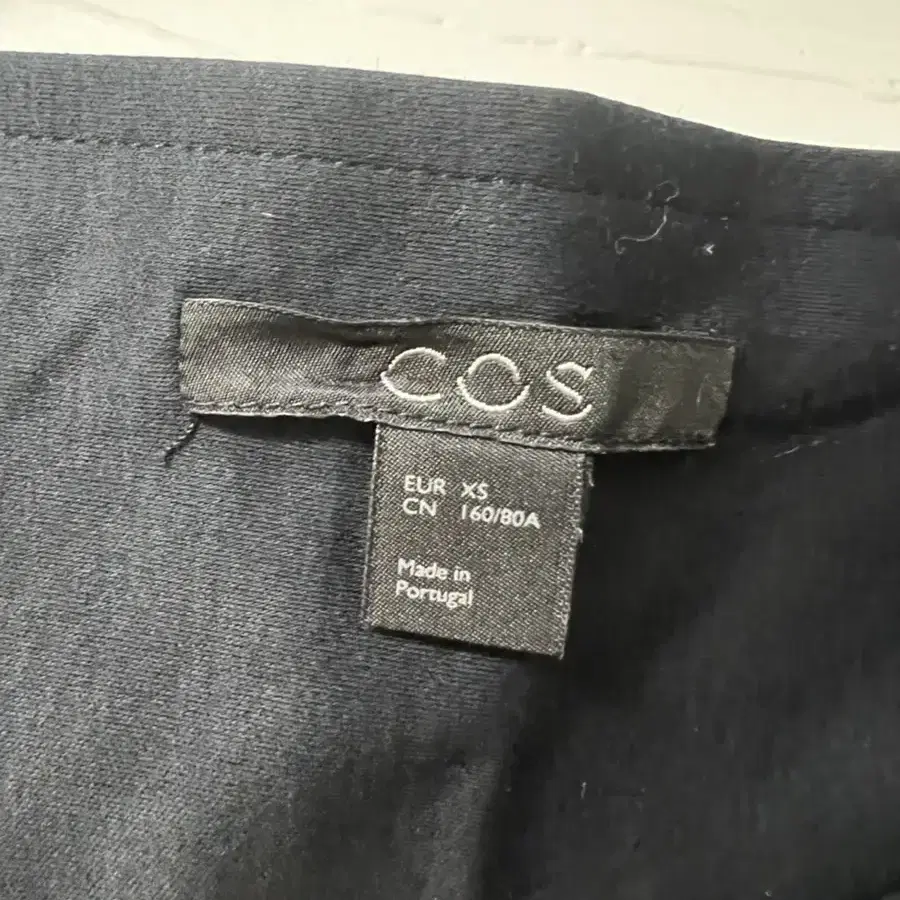 COS
EUR XS
CN 160/80A
Made in
Portugal